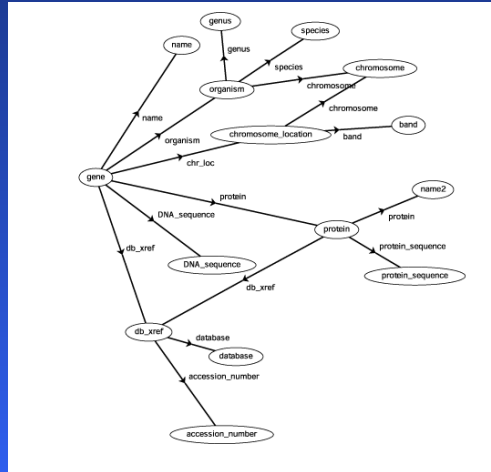 genus
species
name
genus
species
chromosome
organism
chromosome
name
chromosome
band
chromosome_location
organism
band
chr_loc
gene
name2
protein
DNA_sequence
protein
protein
protein_sequence
db_xref
DNA_sequence
protein_sequence
db_xref
db_xref
database
database
accession_number
accession_number